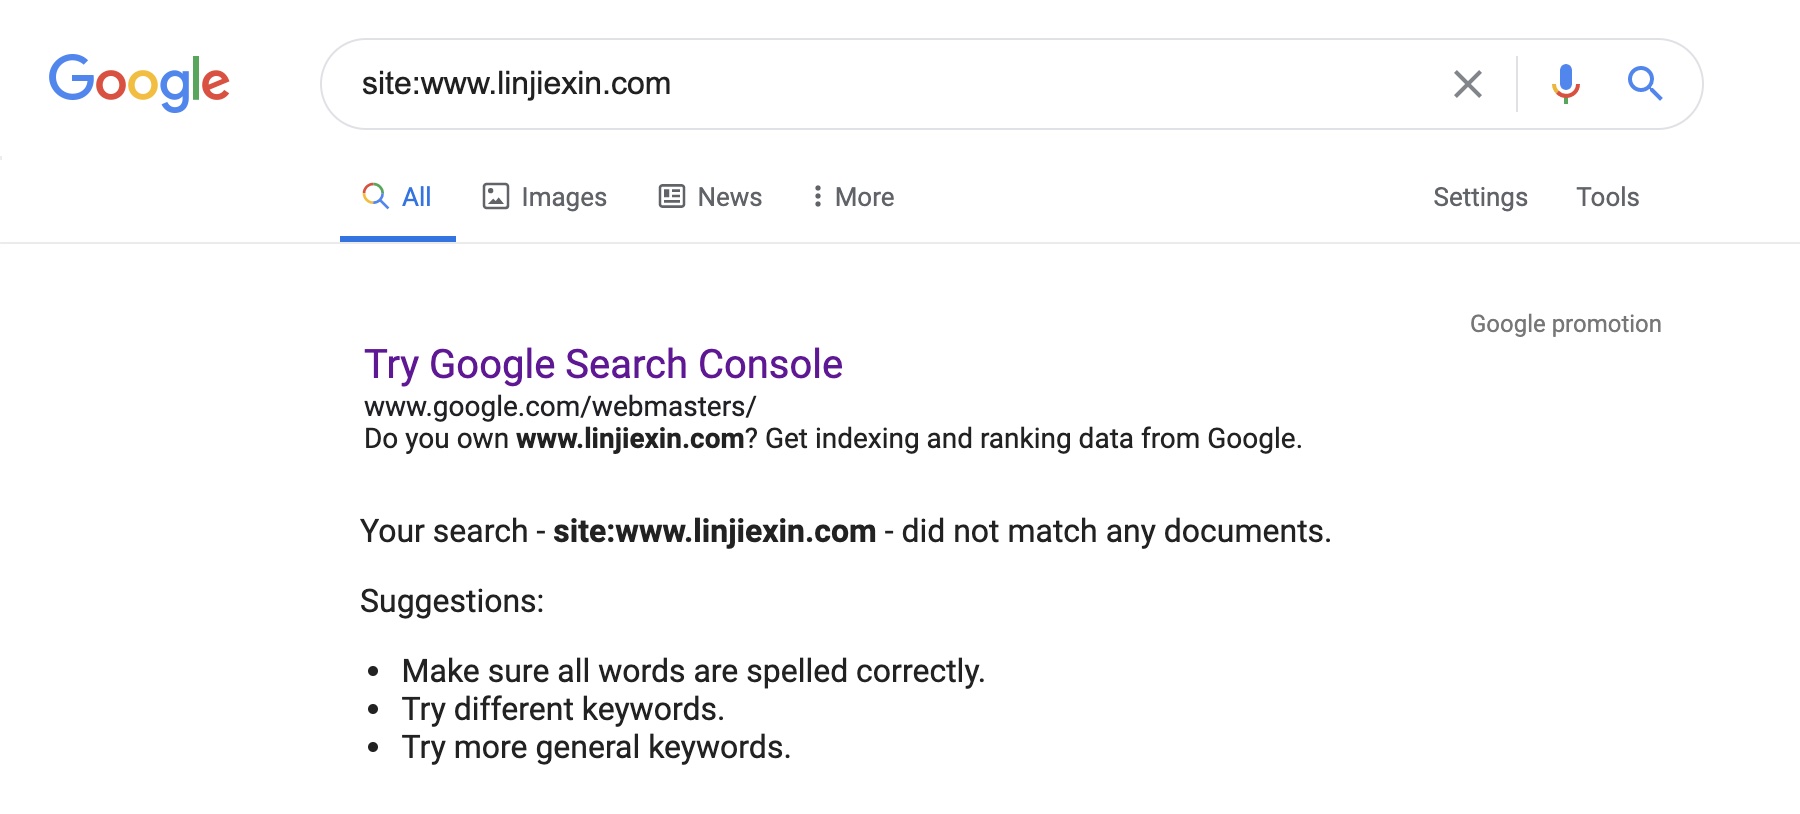 Google
site:www.linjiexin.com
All Images News More Settings Tools
Google promotion
Try Google Search Console
www.google.com/webmasters/
Do you own www.linjiexin.com? Get indexing and ranking data from Google.
Your search - site:www.linjiexin.com - did not match any documents.
Suggestions:
• Make sure all words are spelled correctly.
• Try different keywords.
• Try more general keywords.